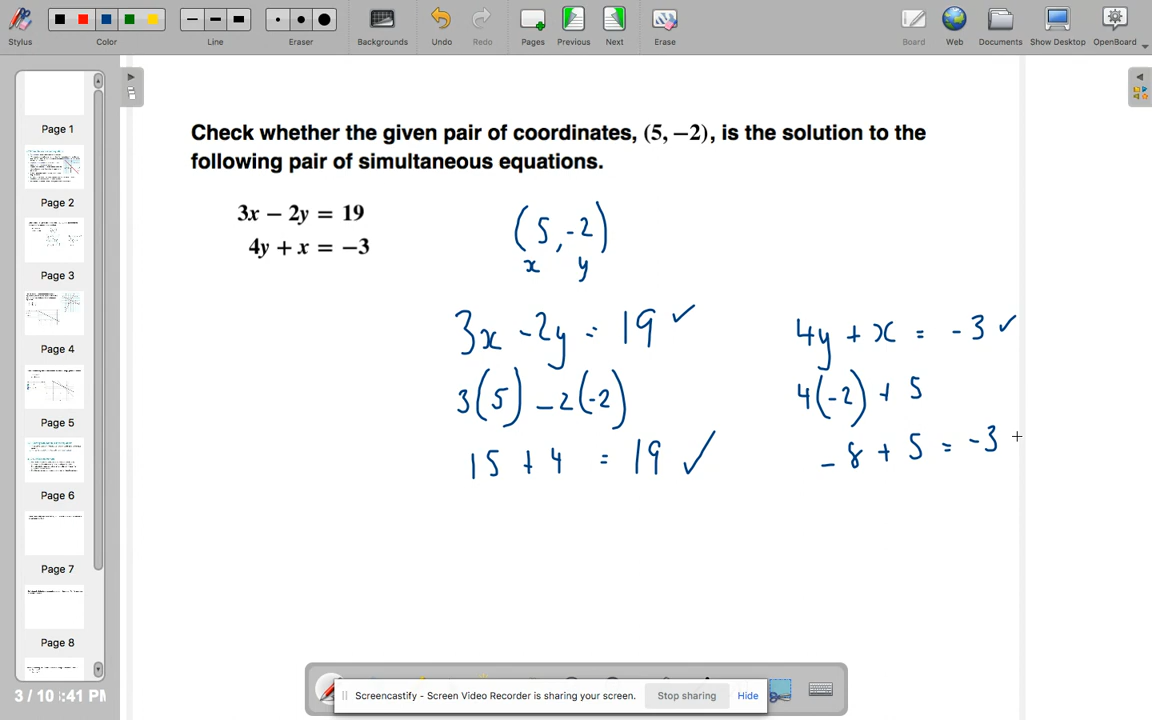 Stylus
Color
Line
Eraser
Backgrounds
Undo
Redo
Pages
Previous
Next
Erase
Board
Web
Documents
Show Desktop
OpenBoard
Page 1
Page 2
Page 3
Page 4
Page 5
Page 6
Page 7
Page 8
3 / 10
:41 PM
Check whether the given pair of coordinates, (5, −2), is the solution to the
following pair of simultaneous equations.
3x − 2y = 19
4y + x = −3
(5, -2)
x y
3x - 2y = 19 ✓
3(5) - 2(-2)
15 + 4 = 19 ✓
4y + x = -3 ✓
4(-2) + 5
-8 + 5 = -3
Screencastify - Screen Video Recorder is sharing your screen.
Stop sharing
Hide